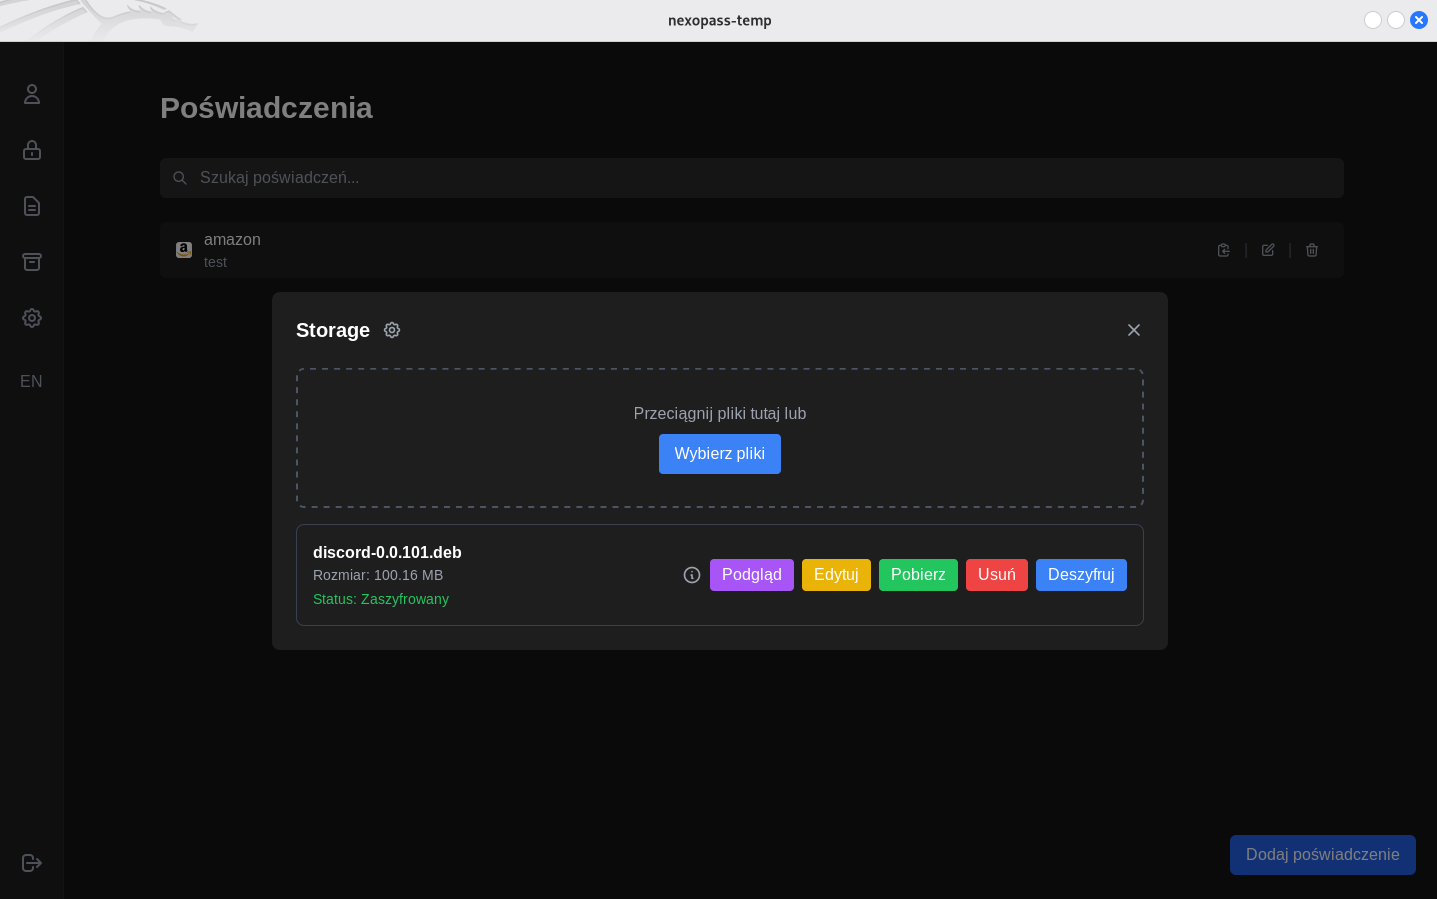 nexopass-temp
Poświadczenia
Szukaj poświadczeń...
amazon
test
EN
Storage
Przeciągnij pliki tutaj lub
Wybierz pliki
discord-0.0.101.deb
Rozmiar: 100.16 MB
Status: Zaszyfrowany
Podgląd Edytuj Pobierz Usuń Deszyfruj
Dodaj poświadczenie